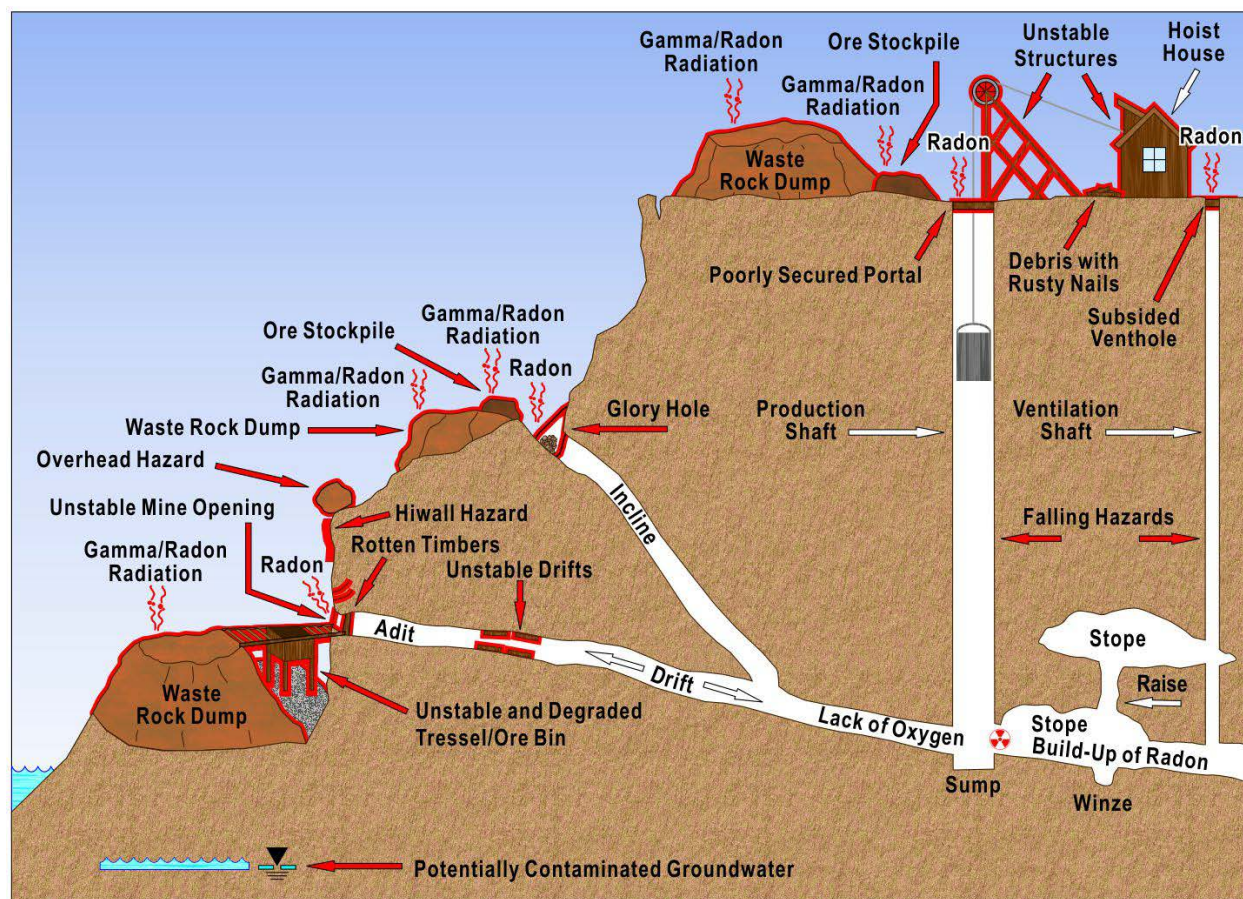 Gamma/Radon
Radiation
Ore Stockpile
Gamma/Radon
Radiation
Unstable
Structures
Hoist
House
Radon
Radon
Waste
Rock Dump
Poorly Secured Portal
Debris with
Rusty Nails
Subsided
Venthole
Gamma/Radon
Radiation
Ore Stockpile
Radon
Gamma/Radon
Radiation
Waste Rock Dump
Glory Hole
Production
Shaft
Ventilation
Shaft
Overhead Hazard
Unstable Mine Opening
Hiwall Hazard
Incline
Falling Hazards
Gamma/Radon
Radiation
Radon
Rotten Timbers
Unstable Drifts
Adit
Drift
Stope
Raise
Waste
Rock Dump
Unstable and Degraded
Tressel/Ore Bin
Lack of Oxygen
Stope
Build-Up of Radon
Sump
Winze
Potentially Contaminated Groundwater